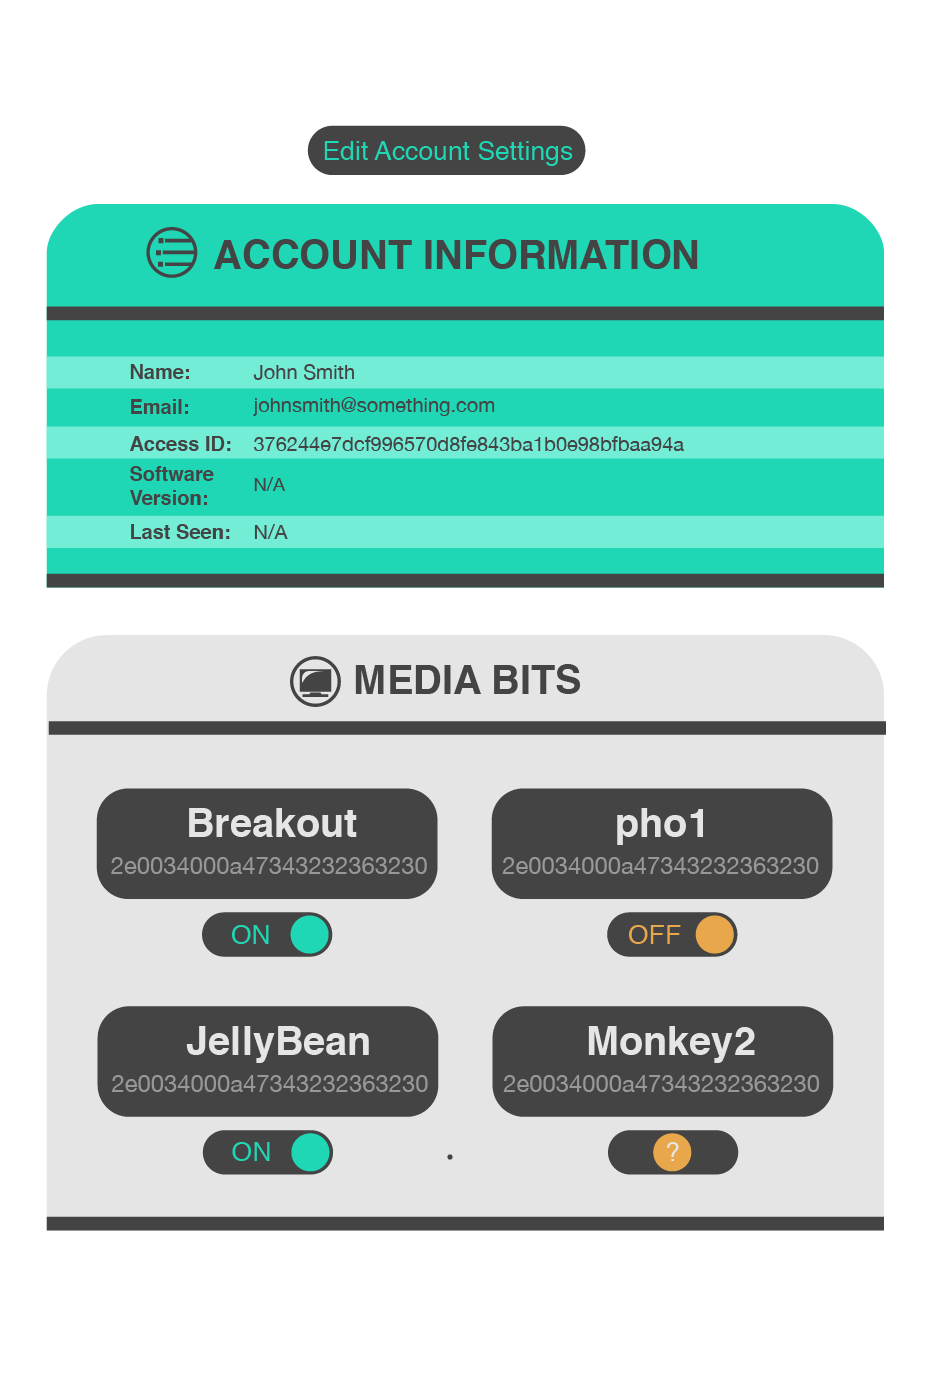 Edit Account Settings
ACCOUNT INFORMATION
Name: John Smith
Email: johnsmith@something.com
Access ID: 376244e7dcf996570d8fe843ba1b0e98bfbaa94a
Software
Version: N/A
Last Seen: N/A
MEDIA BITS
Breakout
2e0034000a47343232363230
ON
pho1
2e0034000a47343232363230
OFF
JellyBean
2e0034000a47343232363230
ON
.
Monkey2
2e0034000a47343232363230
?